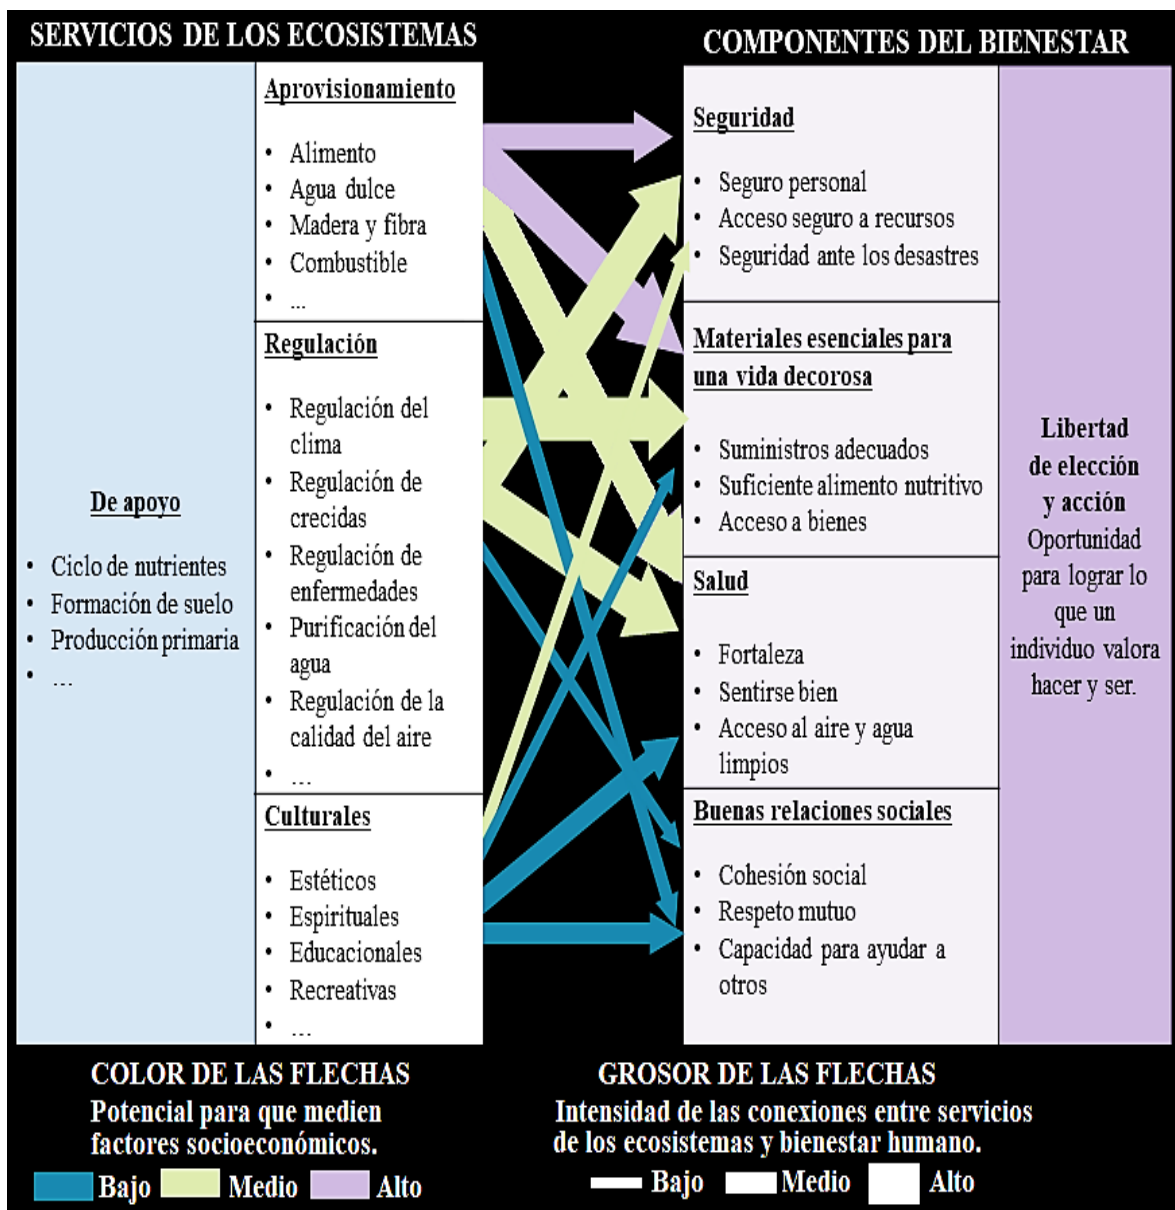 SERVICIOS DE LOS ECOSISTEMAS
De apoyo
• Ciclo de nutrientes
• Formación de suelo
• Producción primaria
• ...
Aprovisionamiento
• Alimento
• Agua dulce
• Madera y fibra
• Combustible
• ...
Regulación
• Regulación del
clima
• Regulación de
crecidas
• Regulación de
enfermedades
• Purificación del
agua
• Regulación de la
calidad del aire
• ...
Culturales
• Estéticos
• Espirituales
• Educacionales
• Recreativas
• ...
COMPONENTES DEL BIENESTAR
Seguridad
• Seguro personal
• Acceso seguro a recursos
• Seguridad ante los desastres
Materiales esenciales para
una vida decorosa
• Suministros adecuados
• Suficiente alimento nutritivo
• Acceso a bienes
Salud
• Fortaleza
• Sentirse bien
• Acceso al aire y agua
limpios
Buenas relaciones sociales
• Cohesión social
• Respeto mutuo
• Capacidad para ayudar a
otros
Libertad
de elección
y acción
Oportunidad
para lograr lo
que un
individuo valora
hacer y ser.
COLOR DE LAS FLECHAS
Potencial para que medien
factores socioeconómicos.
Bajo Medio Alto
GROSOR DE LAS FLECHAS
Intensidad de las conexiones entre servicios
de los ecosistemas y bienestar humano.
Bajo Medio Alto